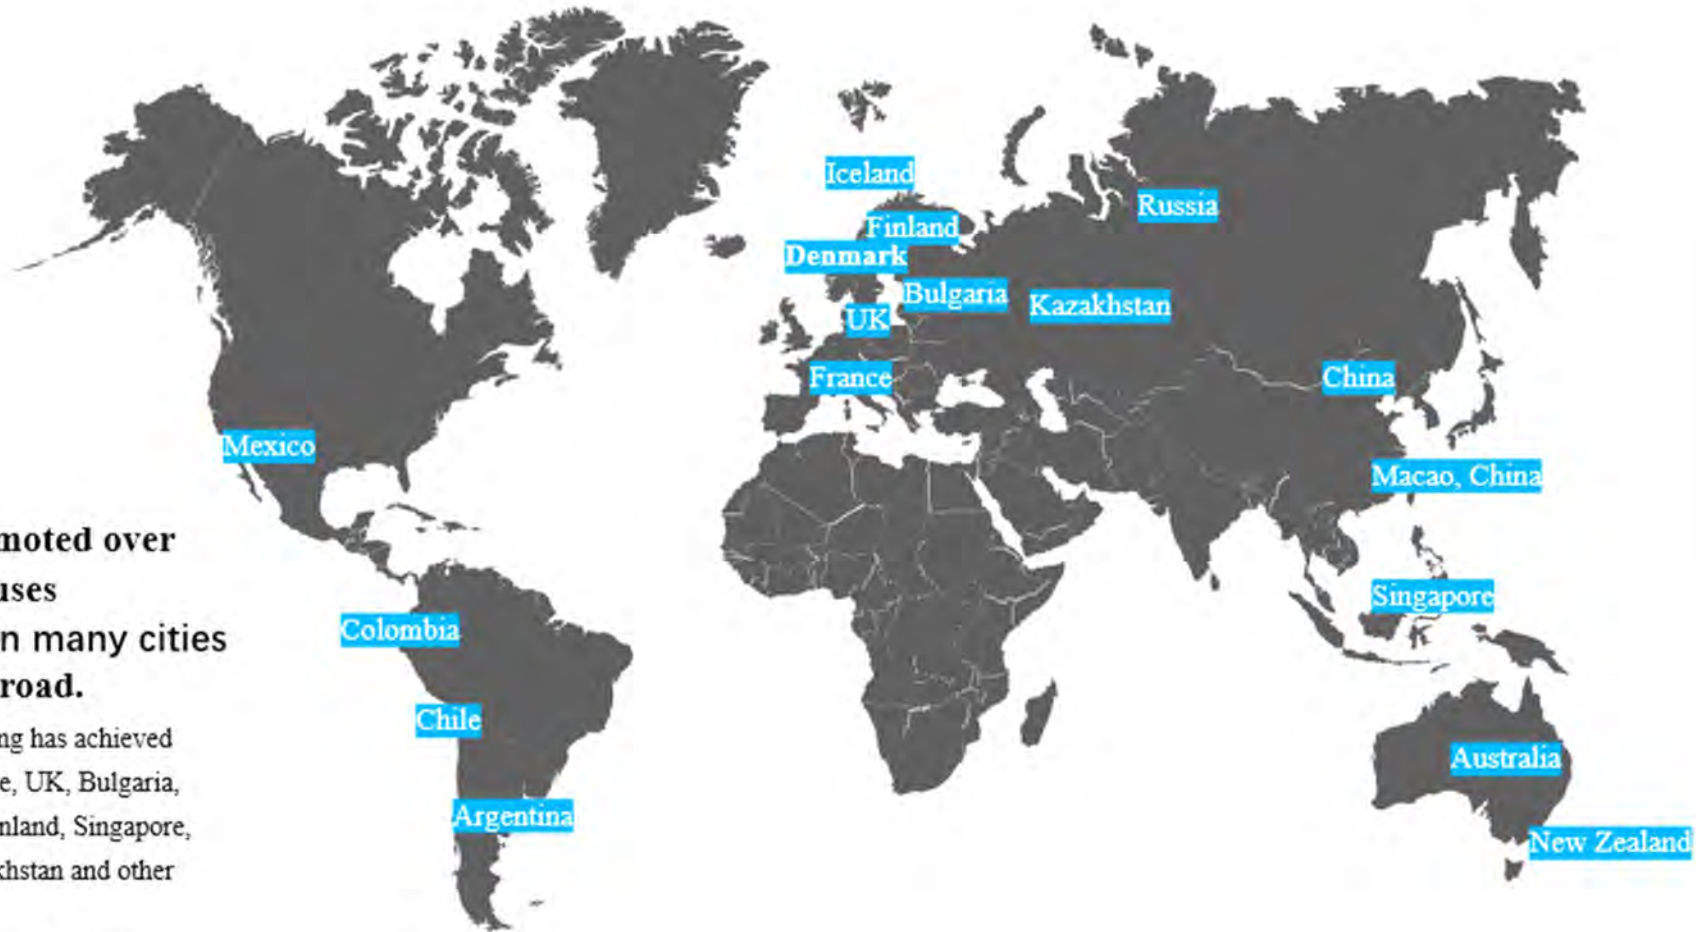 Iceland
Russia
Finland
Denmark
Bulgaria
Kazakhstan
UK
France
China
Mexico
Macao, China
Singapore
Colombia
Chile
Argentina
Australia
New Zealand
moted over
uses
n many cities
road.
ng has achieved
e, UK, Bulgaria,
nland, Singapore,
khstan and other